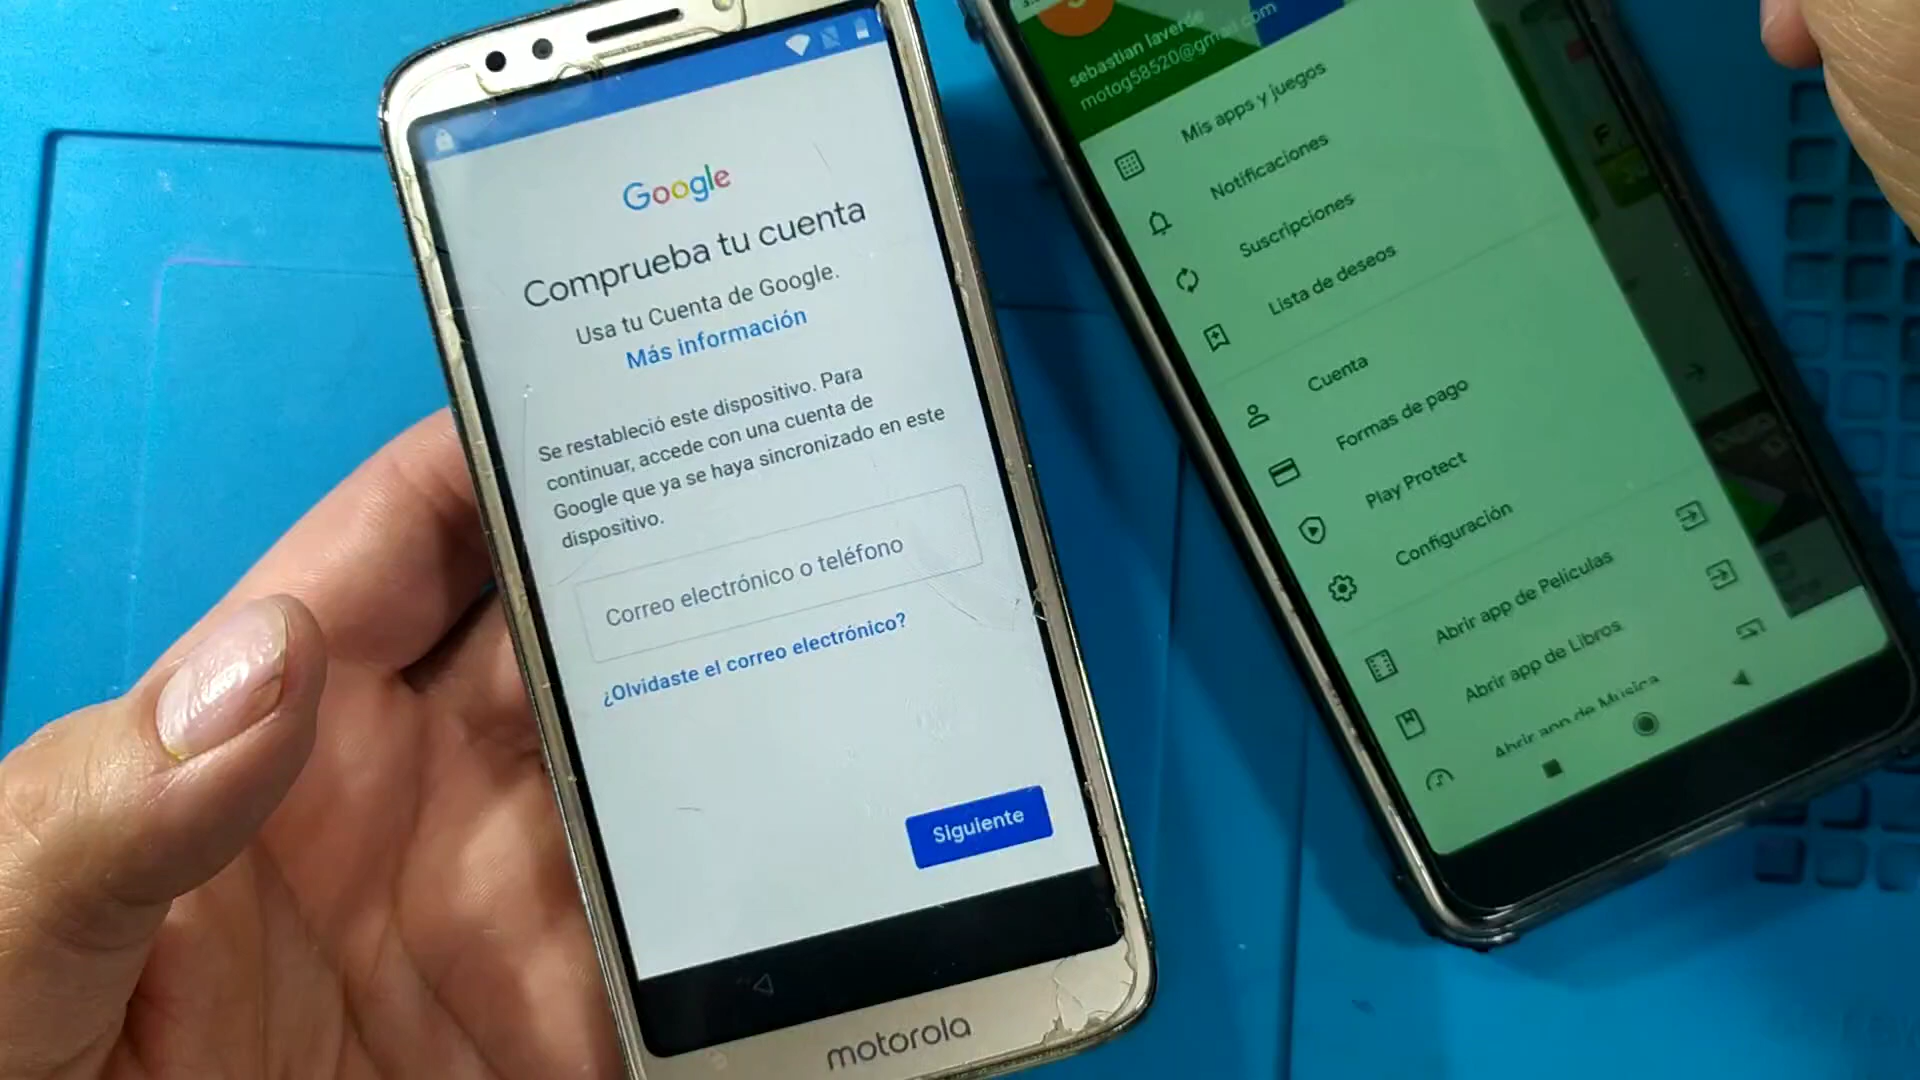 Google
Comprueba tu cuenta
Usa tu Cuenta de Google.
Más información
Se restableció este dispositivo. Para
continuar, accede con una cuenta de
Google que ya se haya sincronizado en este
dispositivo.
Correo electrónico o teléfono
¿Olvidaste el correo electrónico?
Siguiente
motorola
sebastian laverde
motog58520@gmail.com
Mis apps y juegos
Notificaciones
Suscripciones
Lista de deseos
Cuenta
Formas de pago
Play Protect
Configuración
Abrir app de Películas
Abrir app de Libros
Abrir app de Música